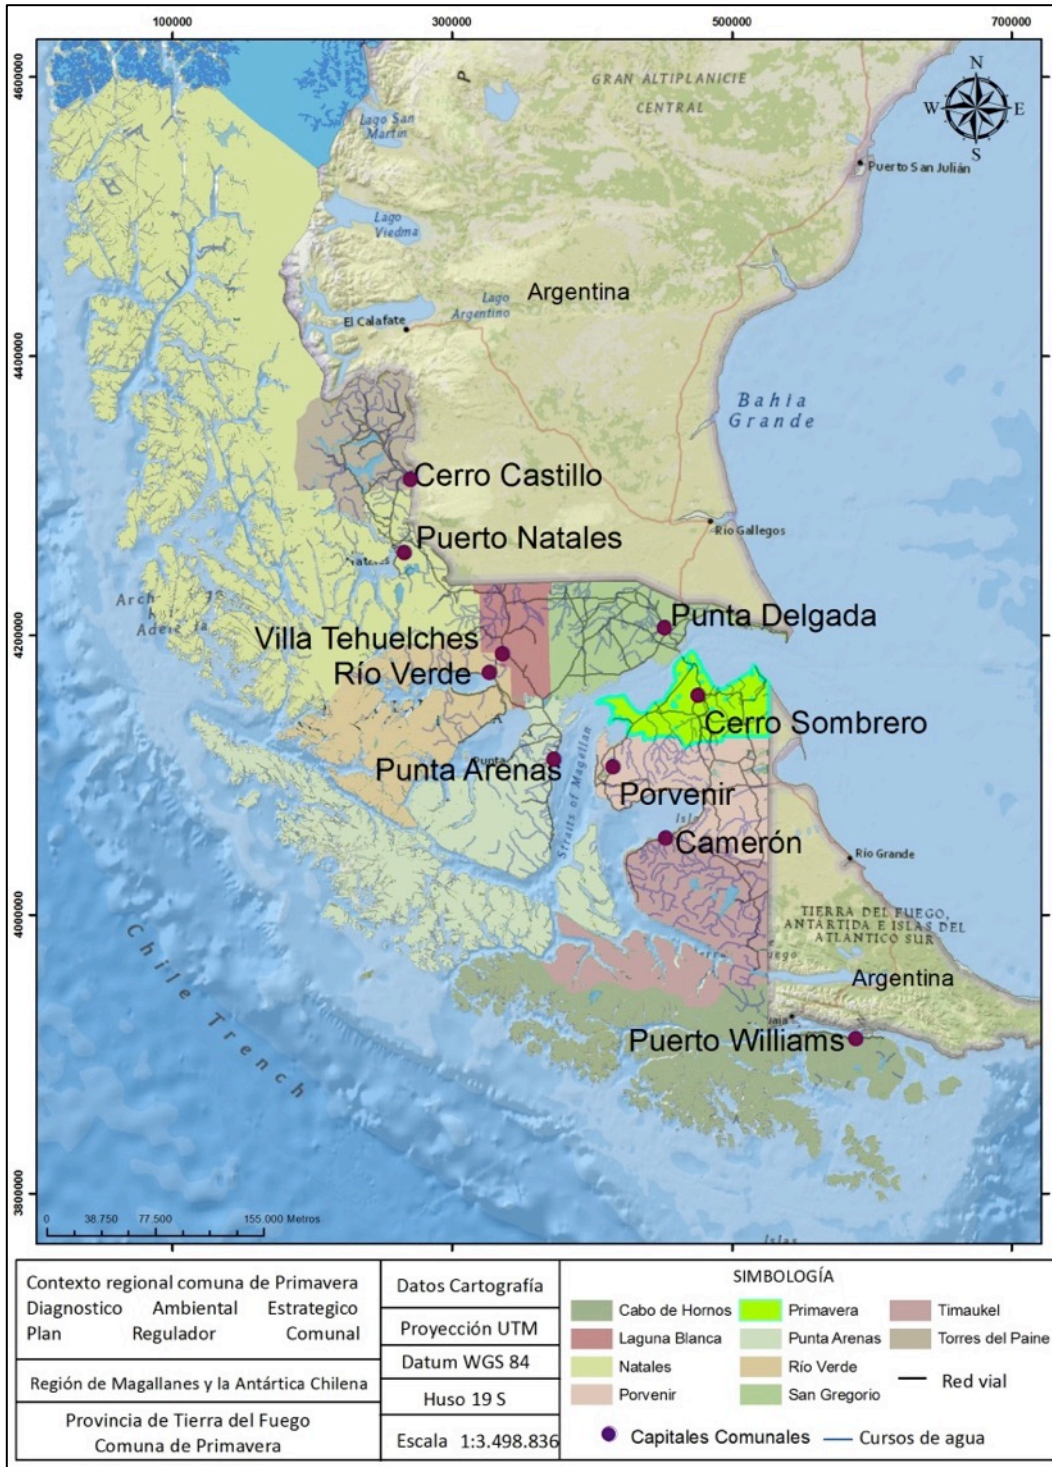 100000 300000 500000 700000
4600000
4400000
4200000
4000000
3800000
N
W E
S
P
GRAN ALTIPLANICIE
CENTRAL
Lago San
Martín
Puerto San Julián
Lago
Viedma
Argentina
Lago
Argentino
El Calafate
Bahia
Grande
Cerro Castillo
Río Gallegos
Puerto Natales
Punta Delgada
Villa Tehuelches
Río Verde
Cerro Sombrero
Punta Arenas
Straits of Magellan
Porvenir
Camerón
Río Grande
TIERRA DEL FUEGO,
ANTÁRTIDA E ISLAS DEL
ATLÁNTICO SUR
Argentina
Puerto Williams
Chile Trench
0 38.750 77.500 155.000 Metros
Islas
Contexto regional comuna de Primavera
Diagnostico Ambiental Estrategico
Plan Regulador Comunal
Región de Magallanes y la Antártica Chilena
Provincia de Tierra del Fuego
Comuna de Primavera
Datos Cartografía
Proyección UTM
Datum WGS 84
Huso 19 S
Escala 1:3.498.836
SIMBOLOGÍA
Cabo de Hornos
Laguna Blanca
Natales
Porvenir
Primavera
Punta Arenas
Río Verde
San Gregorio
Timaukel
Torres del Paine
Red vial
Capitales Comunales
Cursos de agua